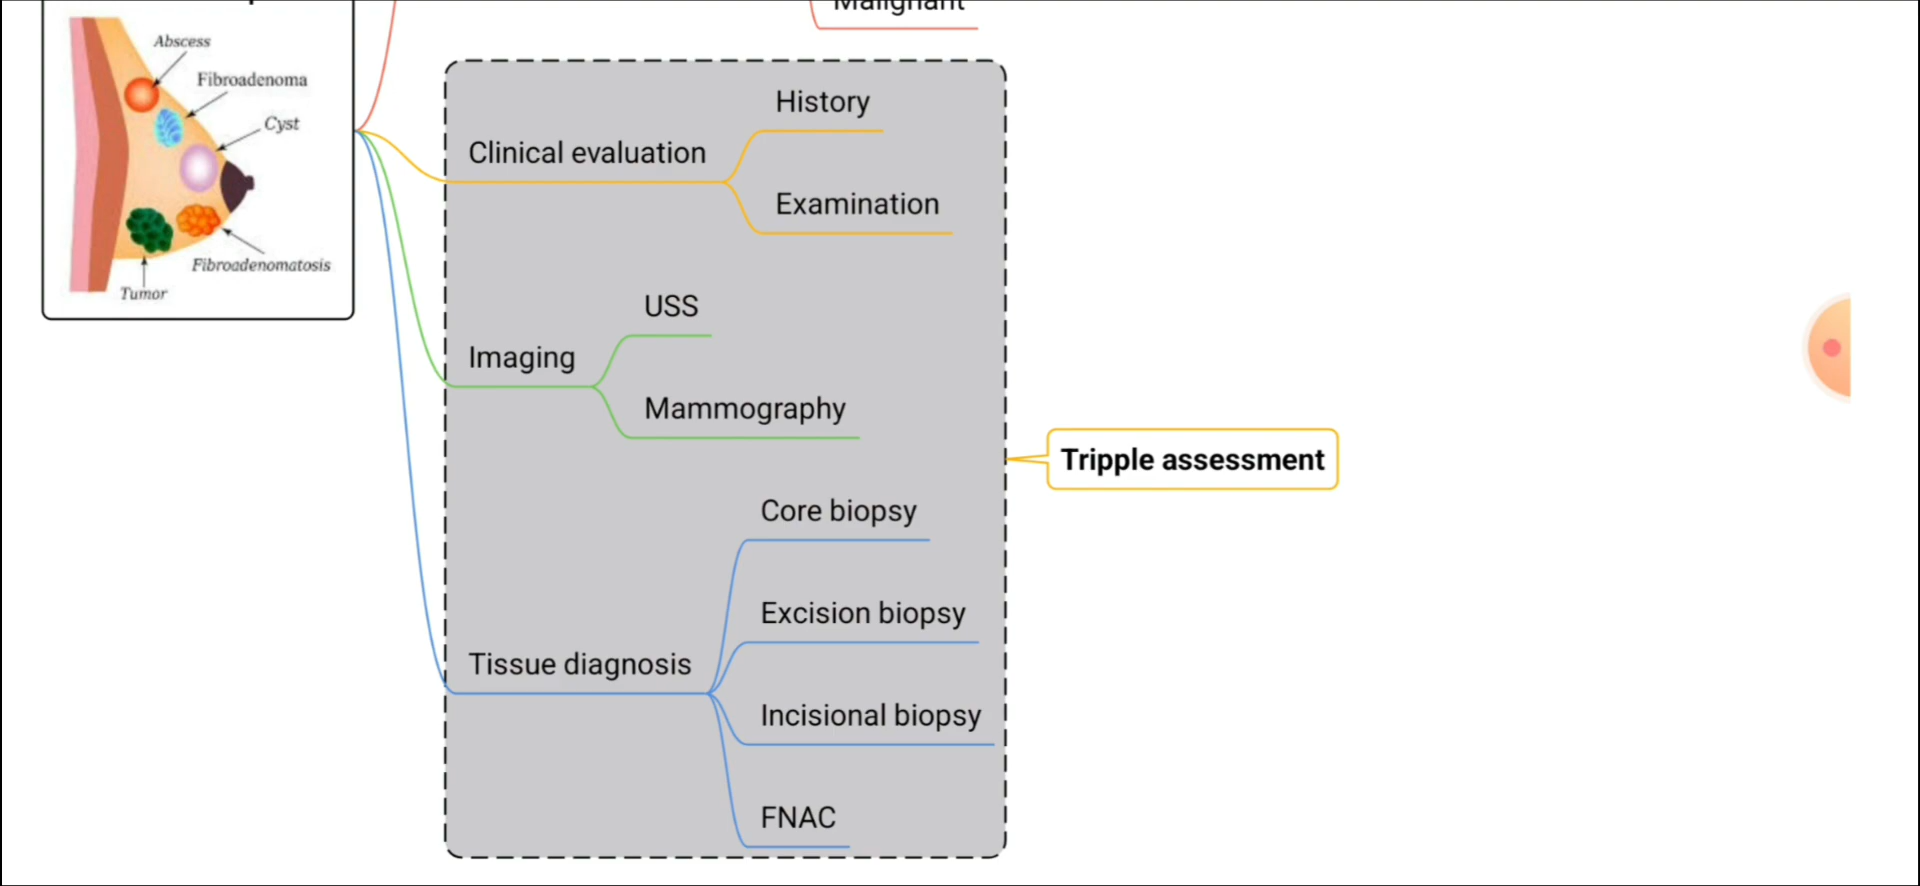 Malignant
Abscess
Fibroadenoma
Cyst
Fibroadenomatosis
Tumor
Clinical evaluation
History
Examination
Imaging
USS
Mammography
Tissue diagnosis
Core biopsy
Excision biopsy
Incisional biopsy
FNAC
Tripple assessment